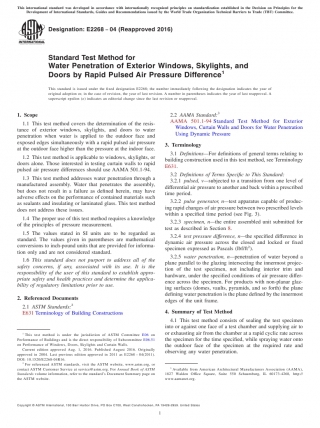 This international standard was developed in accordance with internationally recognized principles on standardization established in the Decision on Principles for the
Development of International Standards, Guides and Recommendations issued by the World Trade Organization Technical Barriers to Trade (TBT) Committee.
Designation: E2268 - 04 (Reapproved 2016)
Standard Test Method for
Water Penetration of Exterior Windows, Skylights, and
Doors by Rapid Pulsed Air Pressure Difference1
This standard is issued under the fixed designation E2268; the number immediately following the designation indicates the year of
original adoption or, in the case of revision, the year of last revision. A number in parentheses indicates the year of last reapproval. A
superscript epsilon (ε) indicates an editorial change since the last revision or reapproval.
1. Scope
1.1 This test method covers the determination of the resis-
tance of exterior windows, skylights, and doors to water
penetration when water is applied to the outdoor face and
exposed edges simultaneously with a rapid pulsed air pressure
at the outdoor face higher than the pressure at the indoor face.
1.2 This test method is applicable to windows, skylights, or
doors alone. Those interested in testing curtain walls to rapid
pulsed air pressure differences should use AAMA 501.1-94.
1.3 This test method addresses water penetration through a
manufactured assembly. Water that penetrates the assembly,
but does not result in a failure as defined herein, may have
adverse effects on the performance of contained materials such
as sealants and insulating or laminated glass. This test method
does not address these issues.
1.4 The proper use of this test method requires a knowledge
of the principles of pressure measurement.
1.5 The values stated in SI units are to be regarded as
standard. The values given in parentheses are mathematical
conversions to inch-pound units that are provided for informa-
tion only and are not considered standard.
1.6 This standard does not purport to address all of the
safety concerns, if any, associated with its use. It is the
responsibility of the user of this standard to establish appro-
priate safety and health practices and determine the applica-
bility of regulatory limitations prior to use.
2. Referenced Documents
2.1 ASTM Standards:2
E631 Terminology of Building Constructions
1 This test method is under the jurisdiction of ASTM Committee E06 on
Performance of Buildings and is the direct responsibility of Subcommittee E06.51
on Performance of Windows, Doors, Skylights and Curtain Walls.
Current edition approved Aug. 1, 2016. Published August 2016. Originally
approved in 2004. Last previous edition approved in 2011 as E2268 – 04(2011).
DOI: 10.1520/E2268-04R16.
2 For referenced ASTM standards, visit the ASTM website, www.astm.org, or
contact ASTM Customer Service at service@astm.org. For Annual Book of ASTM
Standards volume information, refer to the standard's Document Summary page on
the ASTM website.
2.2 AAMA Standard:3
AAMA 501.1-94 Standard Test Method for Exterior
Windows, Curtain Walls and Doors for Water Penetration
Using Dynamic Pressure
3. Terminology
3.1 Definitions—For definitions of general terms relating to
building construction used in this test method, see Terminology
E631.
3.2 Definitions of Terms Specific to This Standard:
3.2.1 pulsed, v—subjected to a transition from one level of
differential air pressure to another and back within a prescribed
time period.
3.2.2 pulse generator n—test apparatus capable of produc-
ing rapid changes of air pressure between two prescribed levels
within a specified time period (see Fig. 3).
3.2.3 specimen, n—the entire assembled unit submitted for
test as described in Section 8.
3.2.4 test pressure difference, n—the specified difference in
dynamic air pressure across the closed and locked or fixed
specimen expressed as Pascals (lbf/ft2).
3.2.5 water penetration, n—penetration of water beyond a
plane parallel to the glazing intersecting the innermost projec-
tion of the test specimen, not including interior trim and
hardware, under the specified conditions of air pressure differ-
ence across the specimen. For products with non-planar glaz-
ing surfaces (domes, vaults, pyramids, and so forth) the plane
defining water penetration is the plane defined by the innermost
edges of the unit frame.
4. Summary of Test Method
4.1 This test method consists of sealing the test specimen
into or against one face of a test chamber and supplying air to
or exhausting air from the chamber at a rapid cyclic rate across
the specimen for the time specified, while spraying water onto
the outdoor face of the specimen at the required rate and
observing any water penetration.
3 Available from American Architectural Manufacturers Association (AAMA),
1827 Walden Office Square, Suite 550 Schaumburg IL 60173-4268, http://
www.aamanet.org.
Copyright © ASTM International, 100 Barr Harbor Drive, PO Box C700, West Conshohocken, PA 19428-2959. United States
1